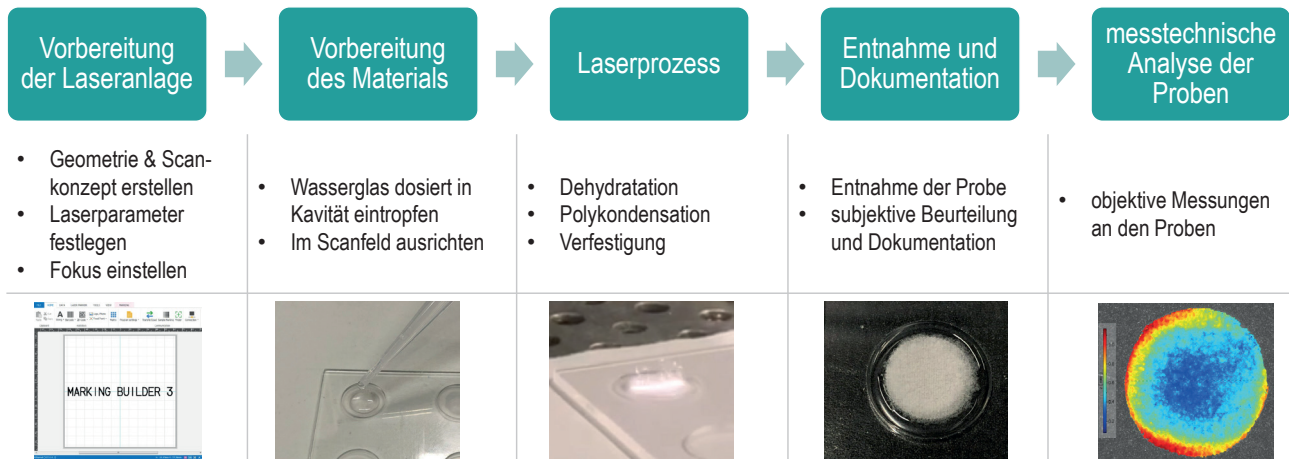 Vorbereitung
der Laseranlage
Vorbereitung
des Materials
Laserprozess
Entnahme und
Dokumentation
messtechnische
Analyse der
Proben
• Geometrie & Scan-
konzept erstellen
• Laserparameter
festlegen
• Fokus einstellen
• Wasserglas dosiert in
Kavität eintropfen
• Im Scanfeld ausrichten
• Dehydratation
• Polykondensation
• Verfestigung
• Entnahme der Probe
• subjektive Beurteilung
und Dokumentation
• objektive Messungen
an den Proben
MARKING BUILDER 3